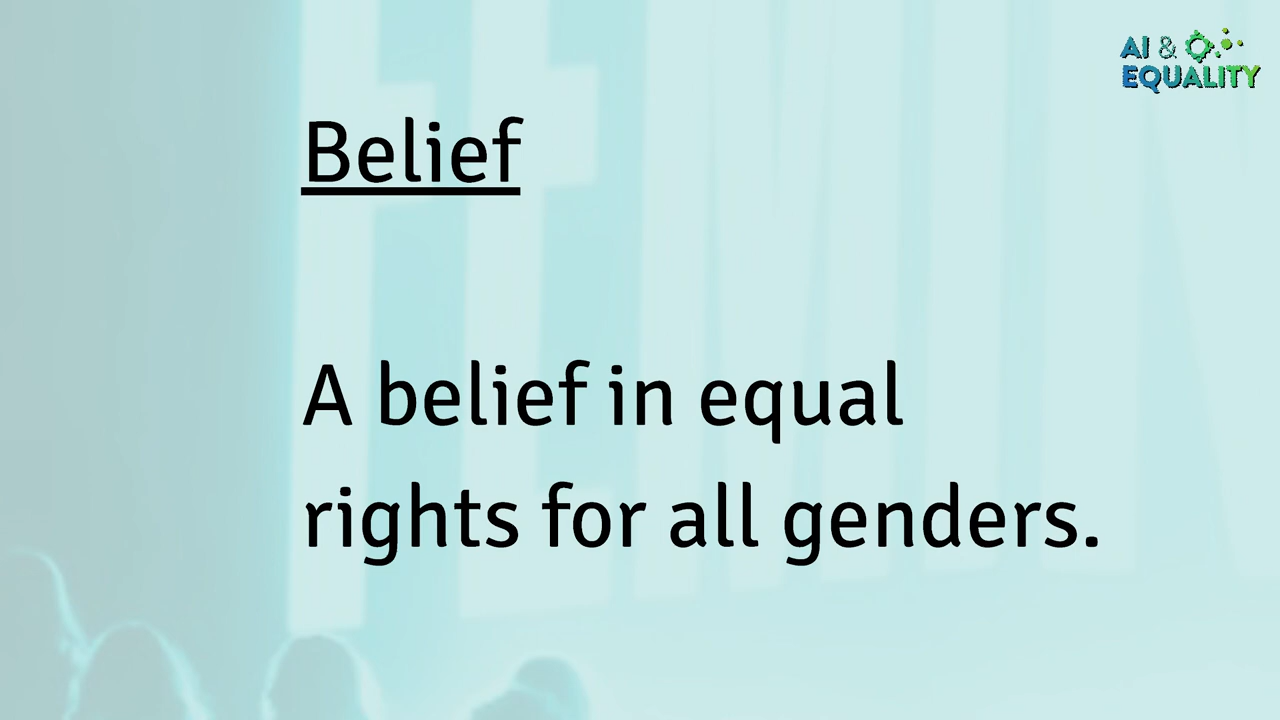 AI &
EQUALITY
Belief
A belief in equal
rights for all genders.